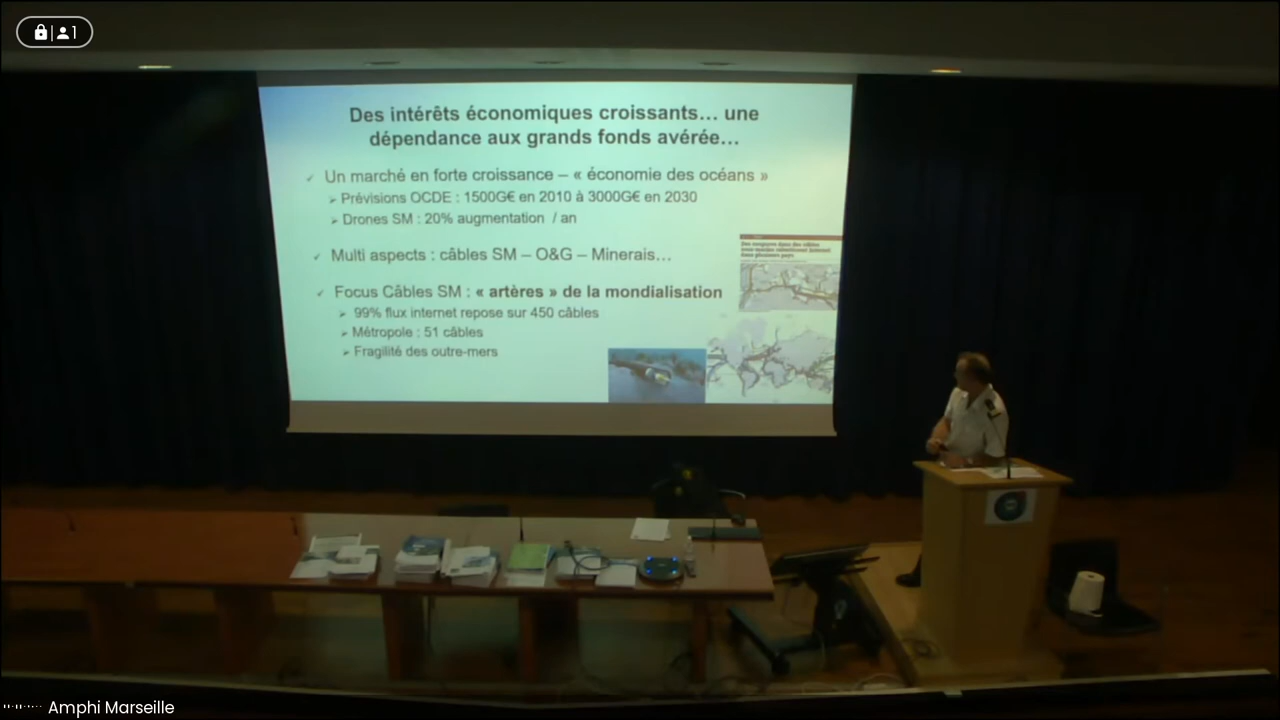 1
Des intérêts économiques croissants… une
dépendance aux grands fonds avérée…
✓ Un marché en forte croissance – « économie des océans »
➢ Prévisions OCDE : 1500G€ en 2010 à 3000G€ en 2030
➢ Drones SM : 20% augmentation / an
✓ Multi aspects : câbles SM – O&G – Minerais…
✓ Focus Câbles SM : « artères » de la mondialisation
➢ 99% flux internet repose sur 450 câbles
➢ Métropole : 51 câbles
➢ Fragilité des outre-mers
Amphi Marseille